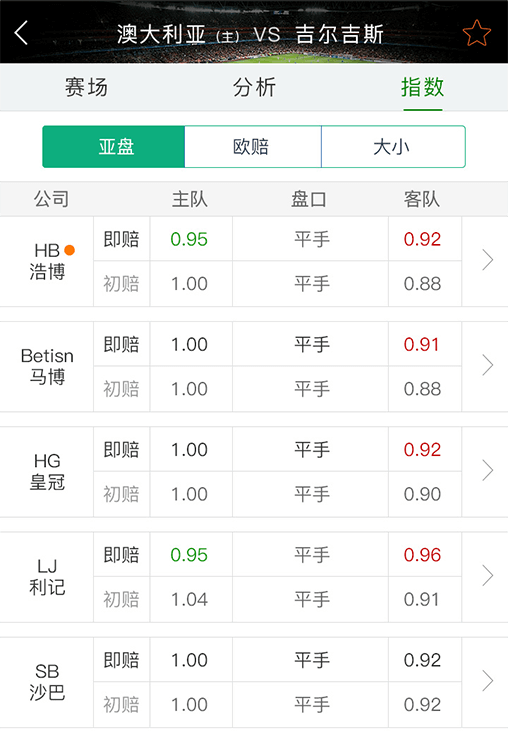 澳大利亚 (主) VS 吉尔吉斯
赛场 分析 指数
亚盘 欧赔 大小
公司 主队 盘口 客队
HB
浩博
即赔 0.95 平手 0.92
初赔 1.00 平手 0.88
Betisn
马博
即赔 1.00 平手 0.91
初赔 1.00 平手 0.88
HG
皇冠
即赔 1.00 平手 0.92
初赔 1.00 平手 0.90
LJ
利记
即赔 0.95 平手 0.96
初赔 1.04 平手 0.91
SB
沙巴
即赔 1.00 平手 0.92
初赔 1.00 平手 0.92